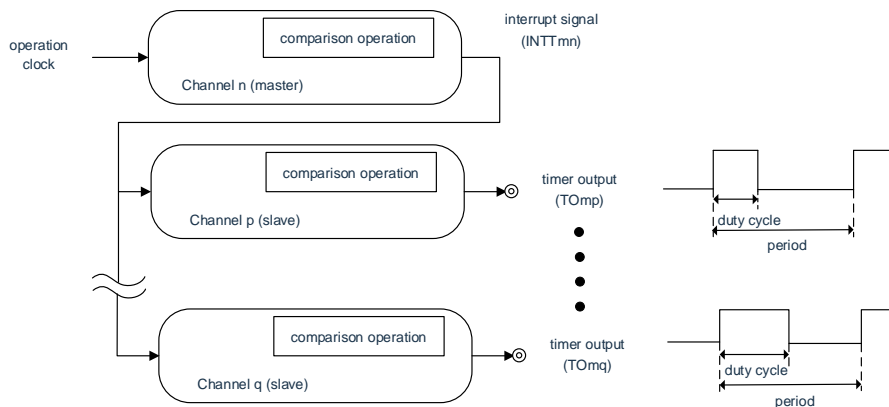 operation
clock
comparison operation
Channel n (master)
interrupt signal
(INTTmn)
comparison operation
Channel p (slave)
timer output
(TOmp)
duty cycle
period
comparison operation
Channel q (slave)
timer output
(TOmq)
duty cycle
period